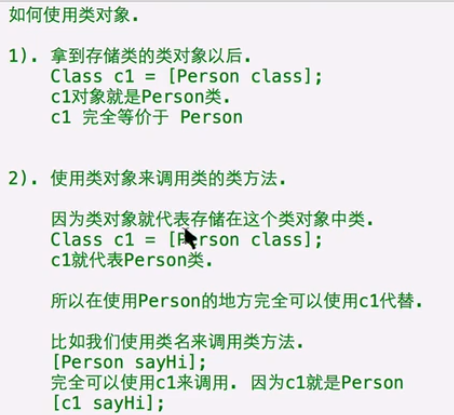 如何使用类对象.
1). 拿到存储类的类对象以后.
Class c1 = [Person class];
c1对象就是Person类.
c1 完全等价于 Person
2). 使用类对象来调用类的类方法.
因为类对象就代表存储在这个类对象中类.
Class c1 = [Person class];
c1就代表Person类.
所以在使用Person的地方完全可以使用c1代替.
比如我们使用类名来调用类方法.
[Person sayHi];
完全可以使用c1来调用. 因为c1就是Person
[c1 sayHi];